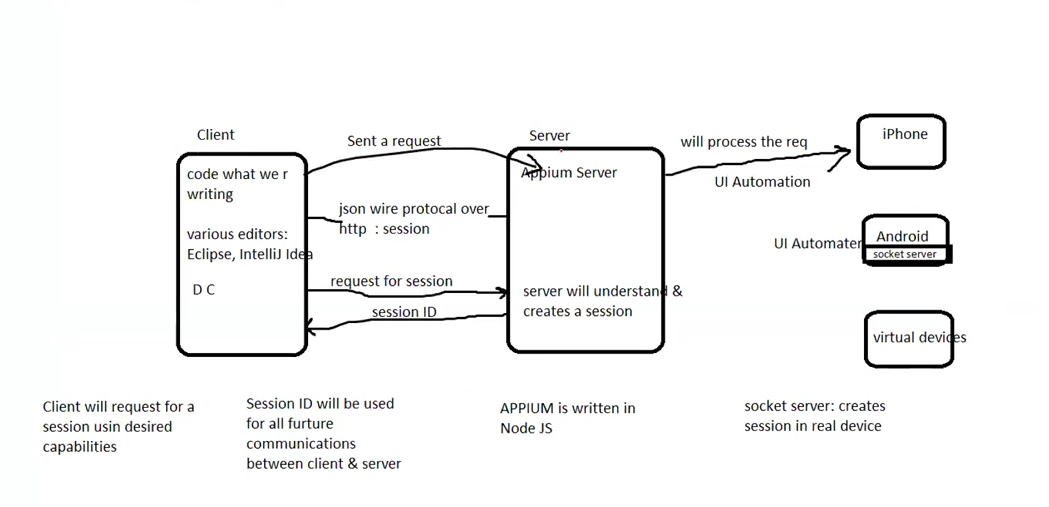 Client
Sent a request
Server
will process the req
iPhone
code what we r
writing
Appium Server
UI Automation
json wire protocal over
http : session
various editors:
Eclipse, IntelliJ Idea
UI Automater
Android
socket server
D C
request for session
session ID
server will understand &
creates a session
virtual devices
Client will request for a
session usin desired
capabilities
Session ID will be used
for all furture
communications
between client & server
APPIUM is written in
Node JS
socket server: creates
session in real device